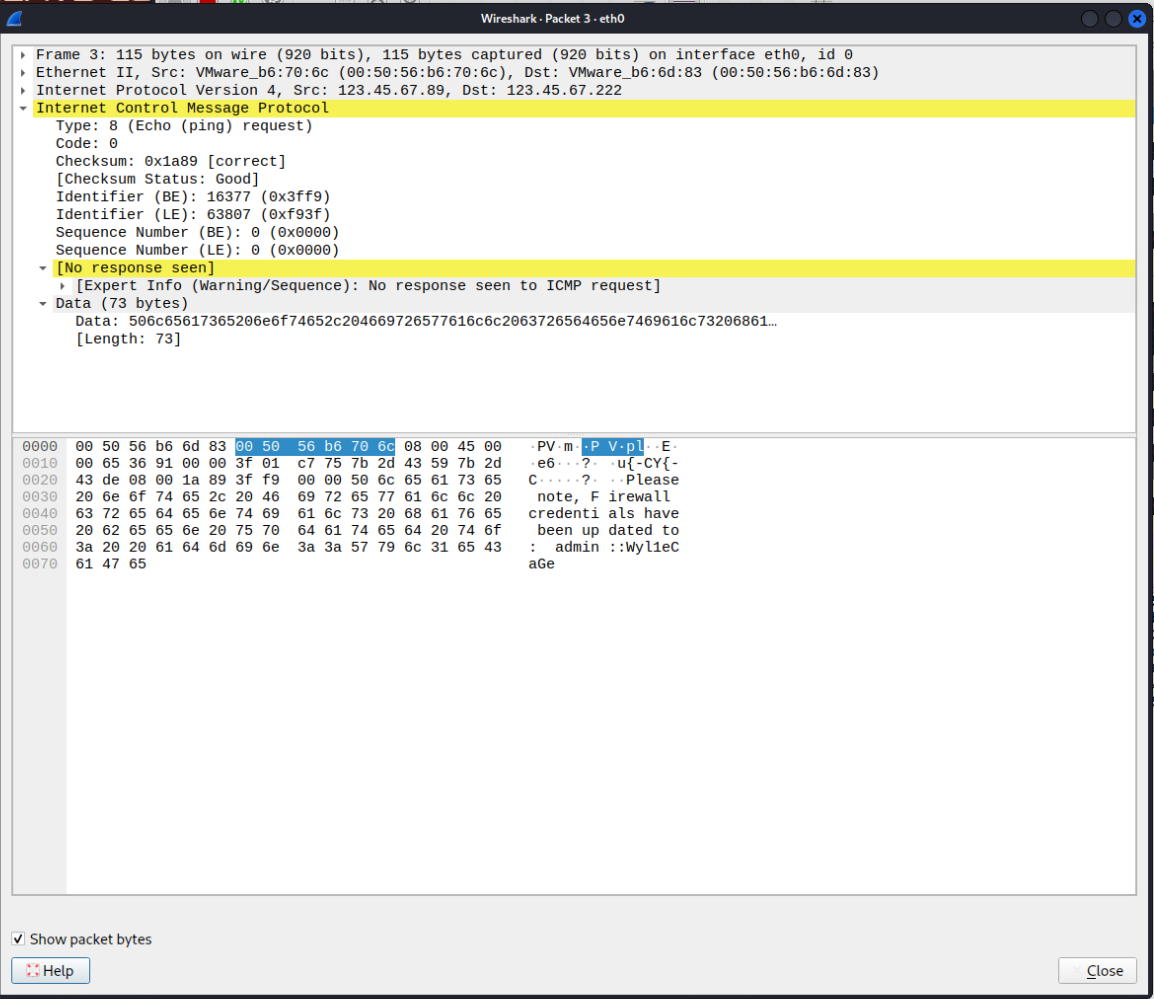 Wireshark · Packet 3 · eth0
Frame 3: 115 bytes on wire (920 bits), 115 bytes captured (920 bits) on interface eth0, id 0
Ethernet II, Src: VMware_b6:70:6c (00:50:56:b6:70:6c), Dst: VMware_b6:6d:83 (00:50:56:b6:6d:83)
Internet Protocol Version 4, Src: 123.45.67.89, Dst: 123.45.67.222
Internet Control Message Protocol
Type: 8 (Echo (ping) request)
Code: 0
Checksum: 0x1a89 [correct]
[Checksum Status: Good]
Identifier (BE): 16377 (0x3ff9)
Identifier (LE): 63807 (0xf93f)
Sequence Number (BE): 0 (0x0000)
Sequence Number (LE): 0 (0x0000)
[No response seen]
[Expert Info (Warning/Sequence): No response seen to ICMP request]
Data (73 bytes)
Data: 506c65617365206e6f74652c204669726577616c6c2063726564656e7469616c73206861…
[Length: 73]
0000 00 50 56 b6 6d 83 00 50 56 b6 70 6c 08 00 45 00 ·PV·m··P V·pl··E·
0010 00 65 36 91 00 00 3f 01 c7 75 7b 2d 43 59 7b 2d ·e6···?· ·u{-CY{-
0020 43 de 08 00 1a 89 3f f9 00 00 50 6c 65 61 73 65 C·····?· ··Please
0030 20 6e 6f 74 65 2c 20 46 69 72 65 77 61 6c 6c 20 note, F irewall
0040 63 72 65 64 65 6e 74 69 61 6c 73 20 68 61 76 65 credenti als have
0050 20 62 65 65 6e 20 75 70 64 61 74 65 64 20 74 6f been up dated to
0060 3a 20 20 61 64 6d 69 6e 3a 3a 57 79 6c 31 65 43 :  admin ::Wyl1eC
0070 61 47 65 aGe
Show packet bytes
Help
Close